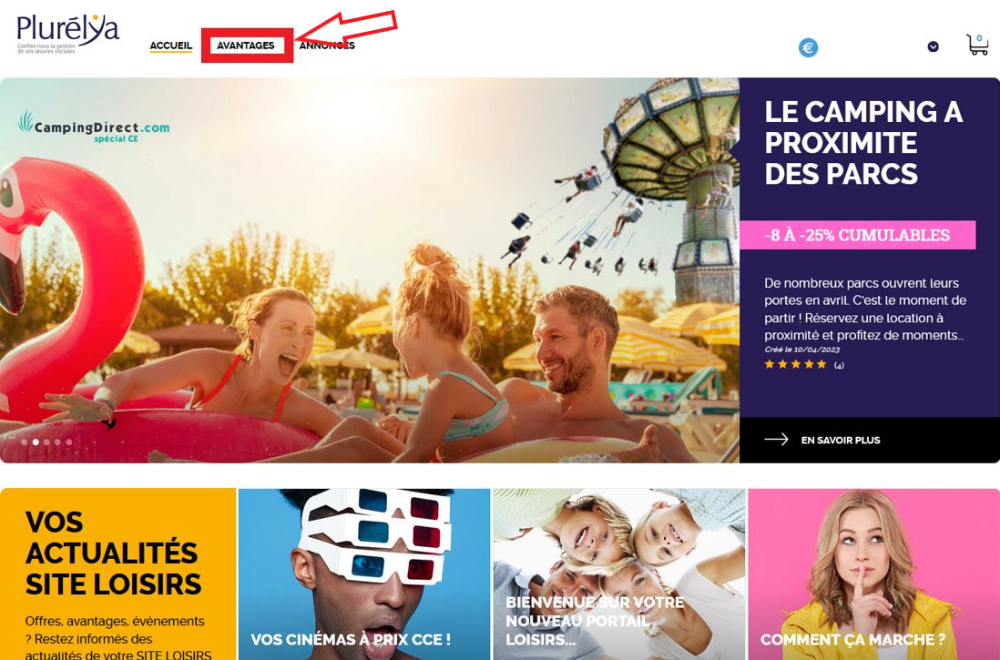 Plurélya
Confiez-nous la gestion
de vos œuvres sociales
ACCUEIL
AVANTAGES
ANNONCES
€
0
CampingDirect.com
spécial CE
LE CAMPING A
PROXIMITE
DES PARCS
-8 À -25% CUMULABLES
De nombreux parcs ouvrent leurs
portes en avril. C'est le moment de
partir ! Réservez une location à
proximité et profitez de moments...
Créé le 10/04/2023
(4)
EN SAVOIR PLUS
VOS
ACTUALITÉS
SITE LOISIRS
Offres, avantages, événements
? Restez informés des
actualités de votre SITE LOISIRS
VOS CINÉMAS À PRIX CCE !
BIENVENUE SUR VOTRE
NOUVEAU PORTAIL
LOISIRS...
COMMENT ÇA MARCHE ?